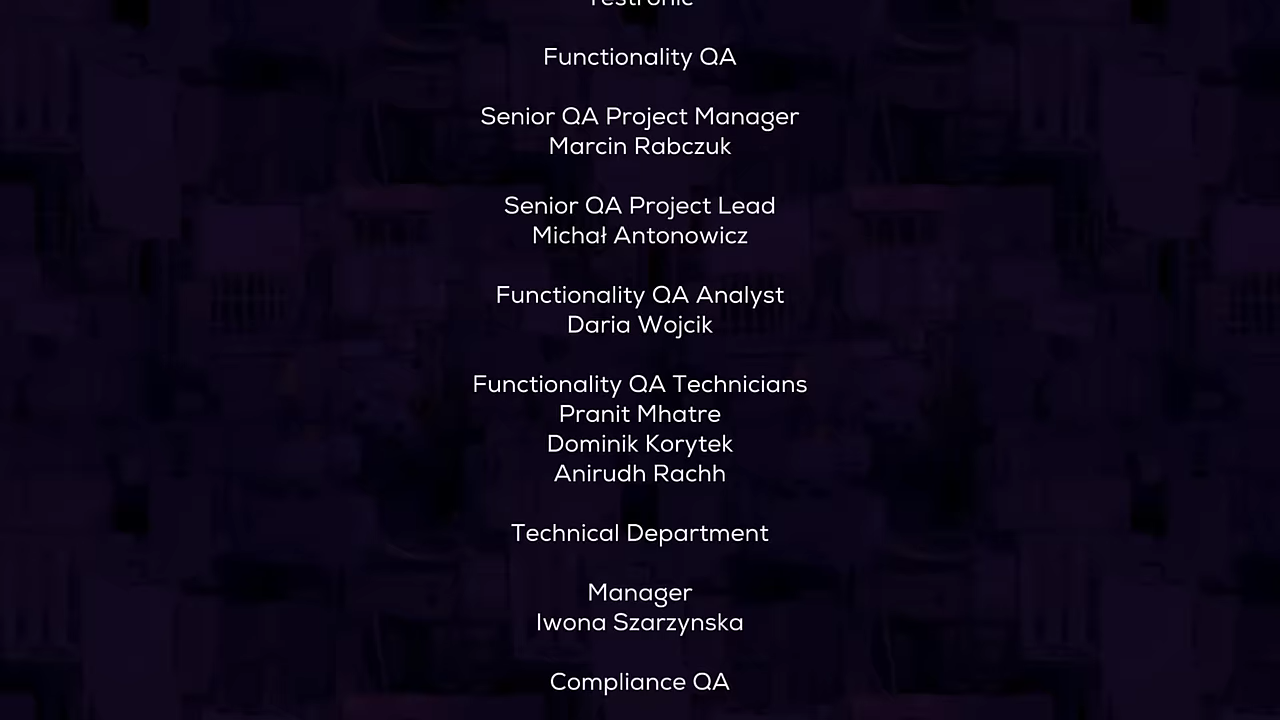 Testronic
Functionality QA
Senior QA Project Manager
Marcin Rabczuk
Senior QA Project Lead
Michał Antonowicz
Functionality QA Analyst
Daria Wojcik
Functionality QA Technicians
Pranit Mhatre
Dominik Korytek
Anirudh Rachh
Technical Department
Manager
Iwona Szarzynska
Compliance QA